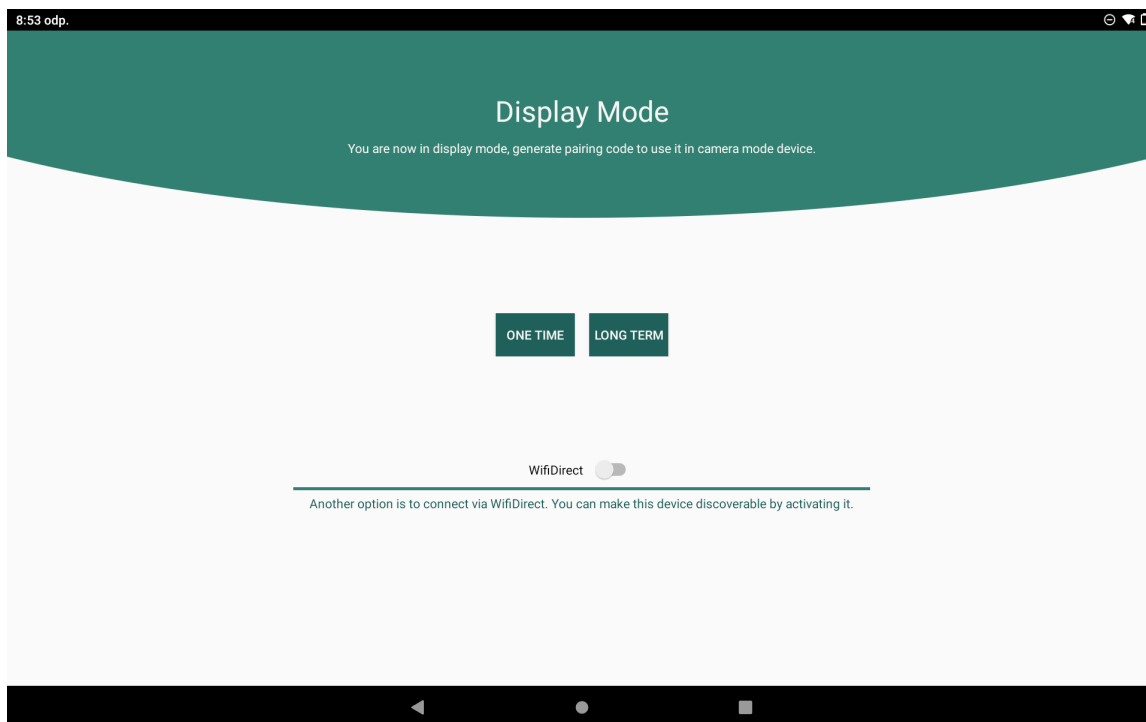 8:53 odp.
Display Mode
You are now in display mode, generate pairing code to use it in camera mode device.
ONE TIME
LONG TERM
WifiDirect
Another option is to connect via WifiDirect. You can make this device discoverable by activating it.